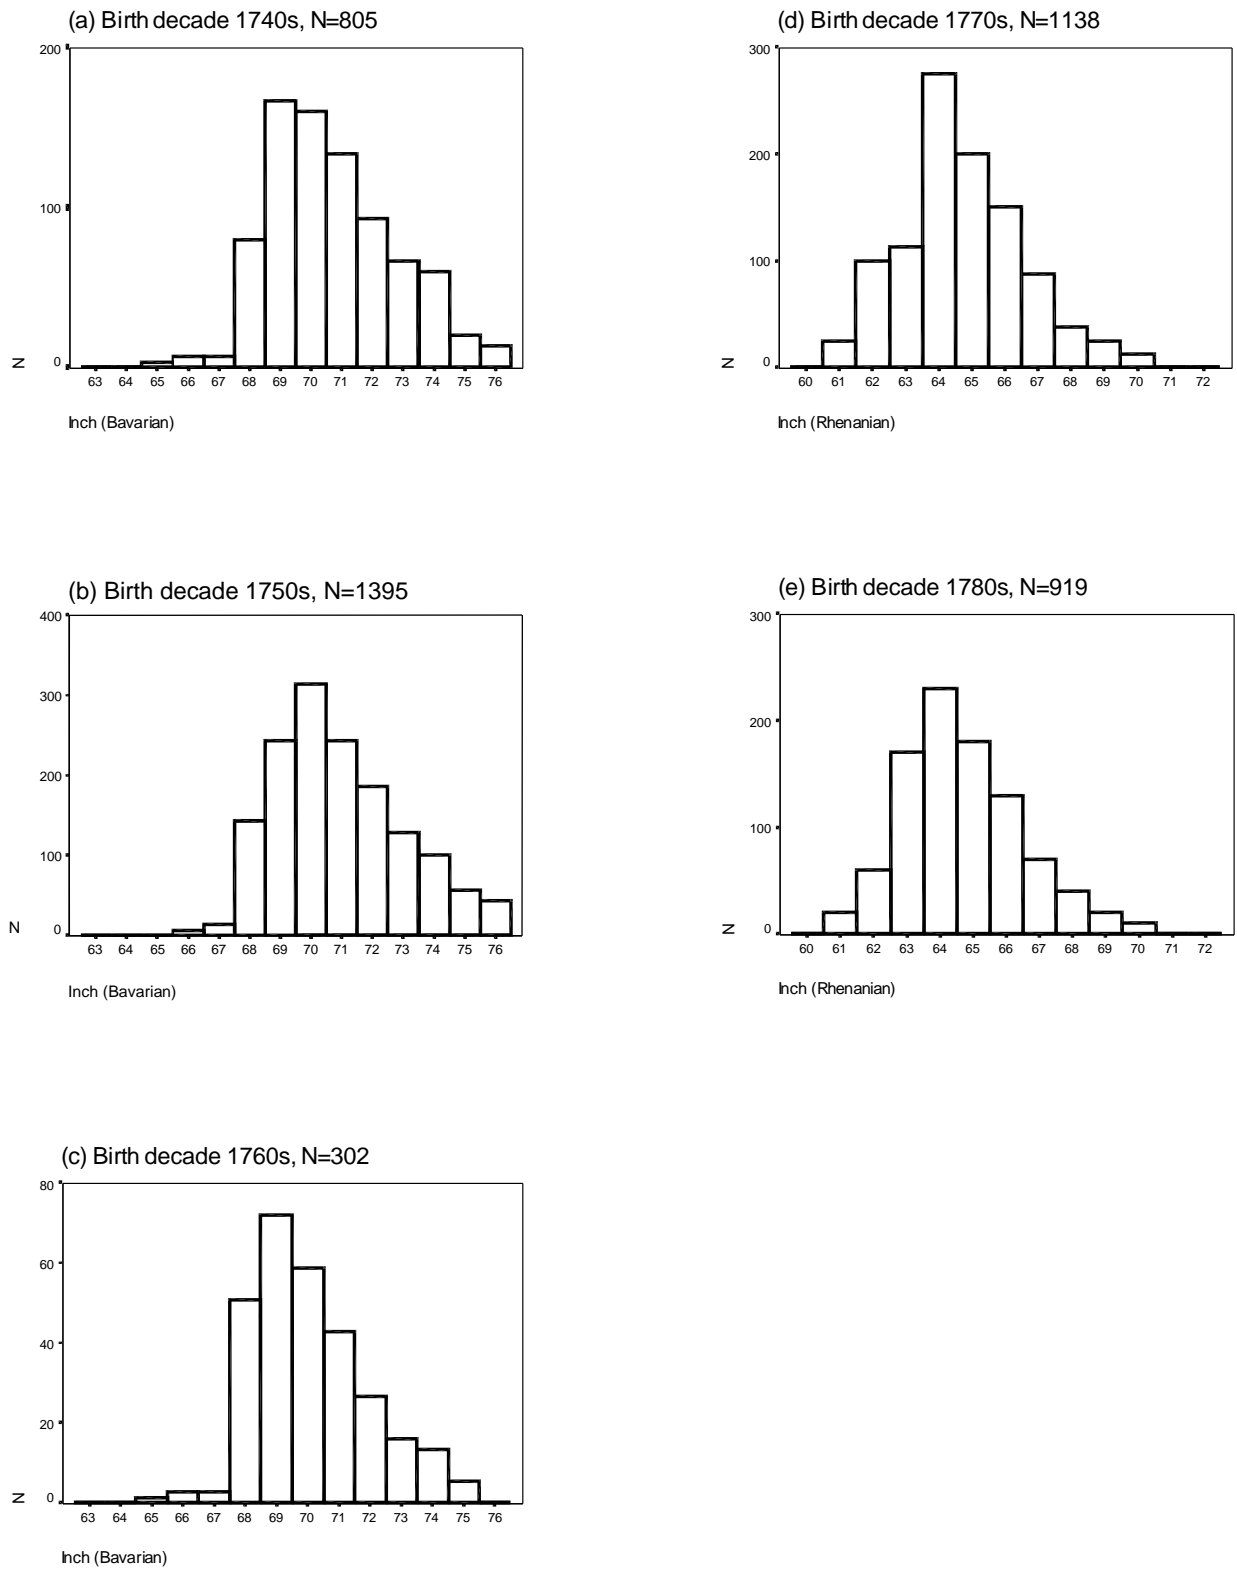 (a) Birth decade 1740s, N=805
200
100
0
N
63 64 65 66 67 68 69 70 71 72 73 74 75 76
Inch (Bavarian)
(b) Birth decade 1750s, N=1395
400
300
200
100
0
N
63 64 65 66 67 68 69 70 71 72 73 74 75 76
Inch (Bavarian)
(c) Birth decade 1760s, N=302
80
60
40
20
0
N
63 64 65 66 67 68 69 70 71 72 73 74 75 76
Inch (Bavarian)
(d) Birth decade 1770s, N=1138
300
200
100
0
N
60 61 62 63 64 65 66 67 68 69 70 71 72
Inch (Rhenanian)
(e) Birth decade 1780s, N=919
300
200
100
0
N
60 61 62 63 64 65 66 67 68 69 70 71 72
Inch (Rhenanian)